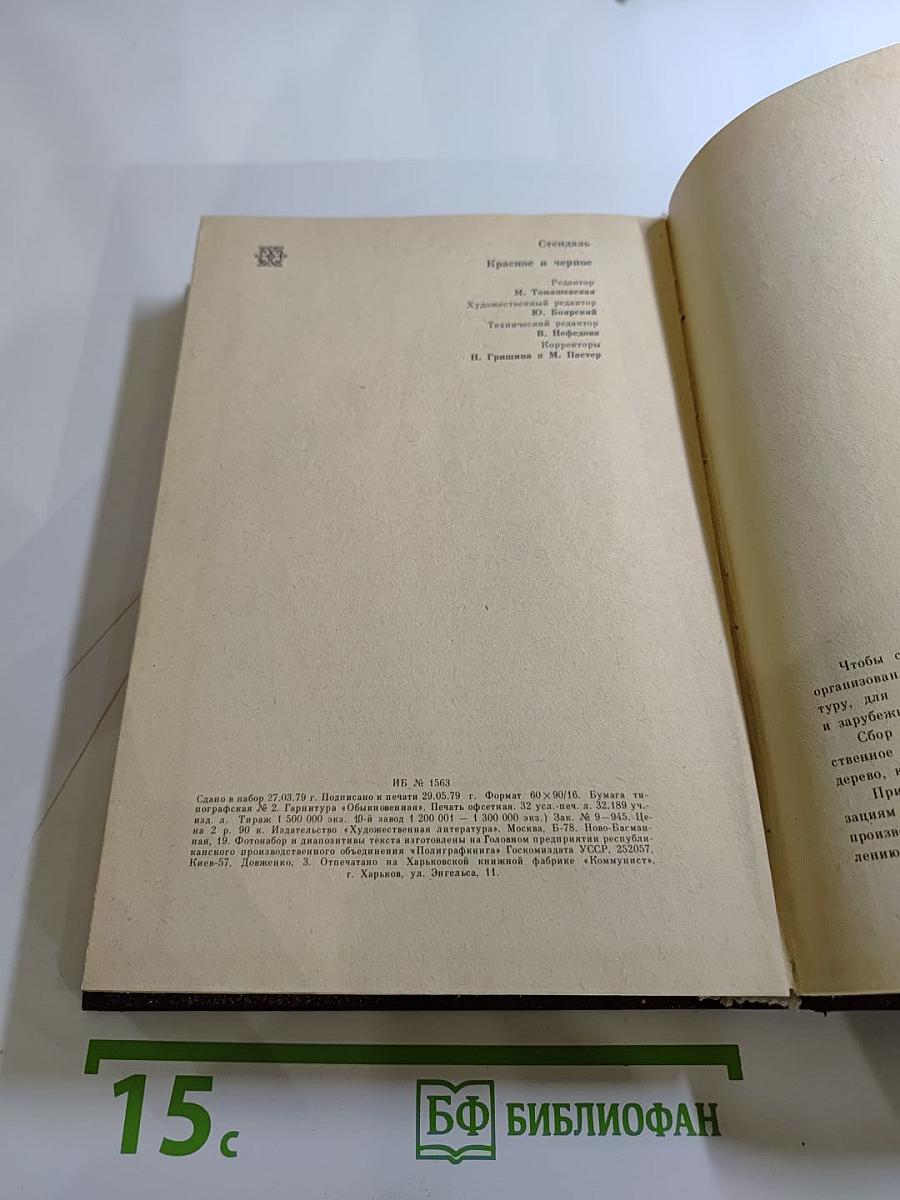 Стендаль
Красное и черное
Редактор
М. Томашевская
Художественный редактор
Ю. Боярский
Технический редактор
В. Нефедова
Корректоры
Н. Гришина и М. Пастер
ИБ № 1563
Сдано в набор 27.03.79 г. Подписано к печати 29.05.79 г. Формат 60×90/16. Бумага ти-
пографская № 2. Гарнитура «Обыкновенная». Печать офсетная. 32 усл.-печ. л. 32.189 уч.-
изд. л. Тираж 1 500 000 экз. 10-й завод 1 200 001 — 1 300 000 экз.) Зак. № 9—945. Це-
на 2 р. 90 к. Издательство «Художественная литература». Москва, Б-78. Ново-Басман-
ная, 19. Фотонабор и диапозитивы текста изготовлены на Головном предприятии республи-
канского производственного объединения «Полиграфкнига» Госкомиздата УССР, 252057,
Киев-57, Довженко, 3. Отпечатано на Харьковской книжной фабрике «Коммунист».
г. Харьков, ул. Энгельса, 11.
Чтобы
организован
туру, для
и зарубежн
Сбор
ственное
дерево, к
При
зациям
произв
лению
15 с
БФ БИБЛИОФАН